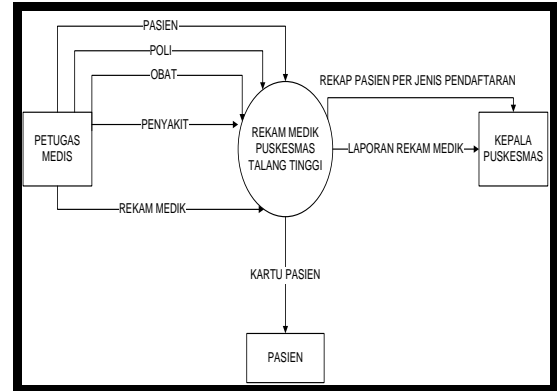 PASIEN
POLI
OBAT
REKAP PASIEN PER JENIS PENDAFTARAN
PETUGAS
MEDIS
PENYAKIT
REKAM MEDIK
PUSKESMAS
TALANG TINGGI
LAPORAN REKAM MEDIK
KEPALA
PUSKESMAS
REKAM MEDIK
KARTU PASIEN
PASIEN